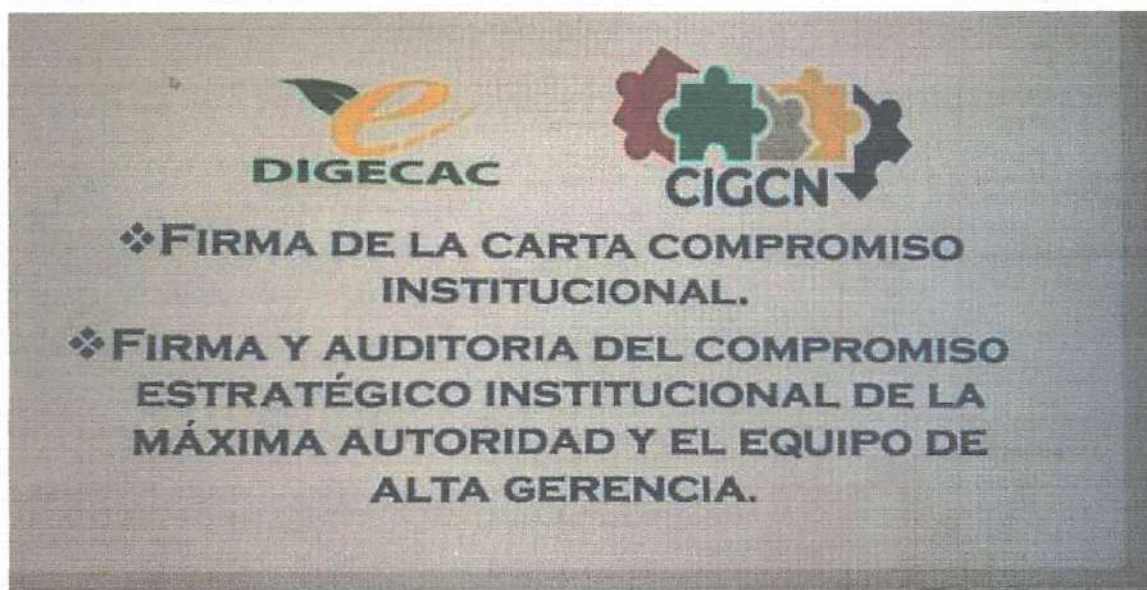 DIGECAC
CIGCN
❖FIRMA DE LA CARTA COMPROMISO
INSTITUCIONAL.
❖FIRMA Y AUDITORIA DEL COMPROMISO
ESTRATÉGICO INSTITUCIONAL DE LA
MÁXIMA AUTORIDAD Y EL EQUIPO DE
ALTA GERENCIA.